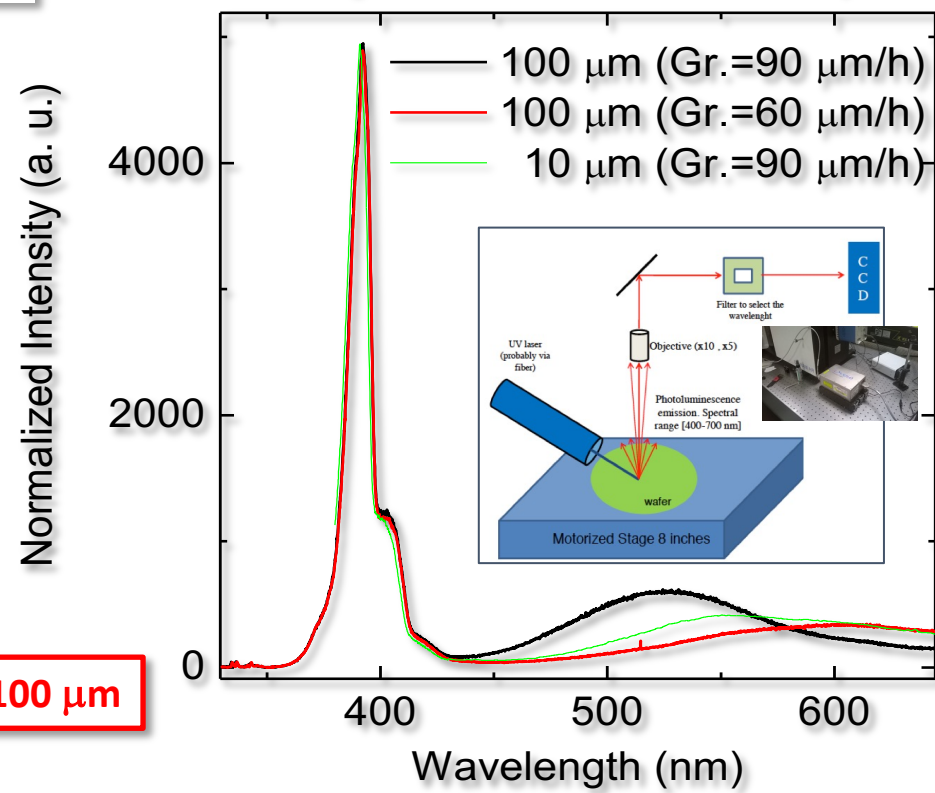 Normalized Intensity (a. u.)
4000
2000
0
100 μm (Gr.=90 μm/h)
100 μm (Gr.=60 μm/h)
10 μm (Gr.=90 μm/h)
C
C
D
Filter to select the
wavelenght
UV laser
(probably via
fiber)
Objective (x10 , x5)
Photoluminescence
emission. Spectral
range [400-700 nm]
wafer
Motorized Stage 8 inches
100 μm
400 500 600
Wavelength (nm)